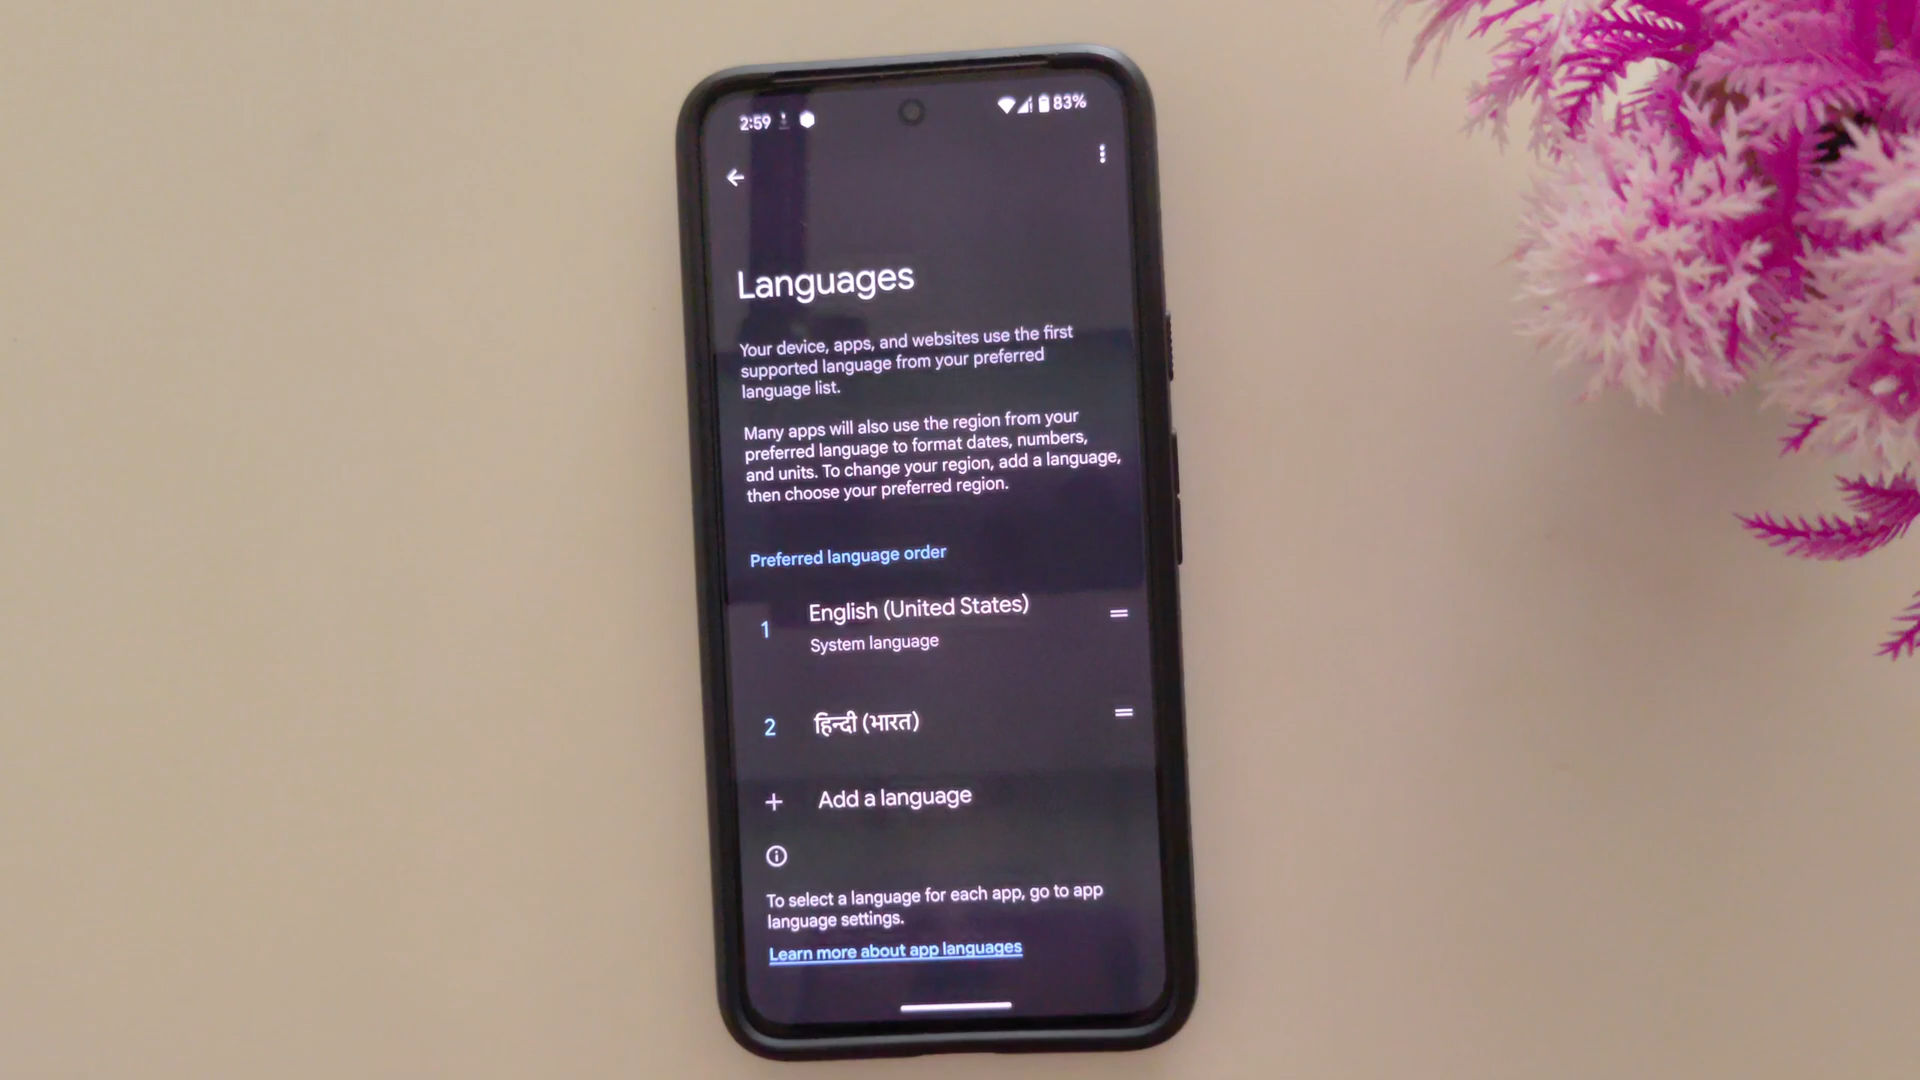 2:59 83%
Languages
Your device, apps, and websites use the first
supported language from your preferred
language list.
Many apps will also use the region from your
preferred language to format dates, numbers,
and units. To change your region, add a language,
then choose your preferred region.
Preferred language order
1 English (United States)
System language
2 हिन्दी (भारत)
+ Add a language
To select a language for each app, go to app
language settings.
Learn more about app languages